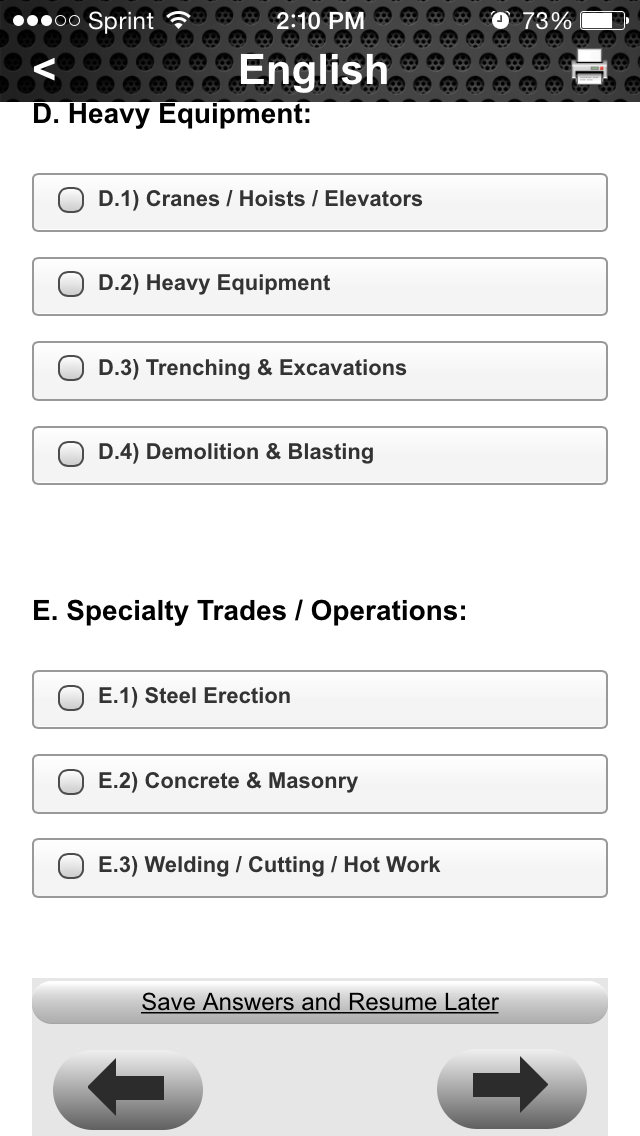 Sprint 2:10 PM 73%
< English
D. Heavy Equipment:
D.1) Cranes / Hoists / Elevators
D.2) Heavy Equipment
D.3) Trenching & Excavations
D.4) Demolition & Blasting
E. Specialty Trades / Operations:
E.1) Steel Erection
E.2) Concrete & Masonry
E.3) Welding / Cutting / Hot Work
Save Answers and Resume Later